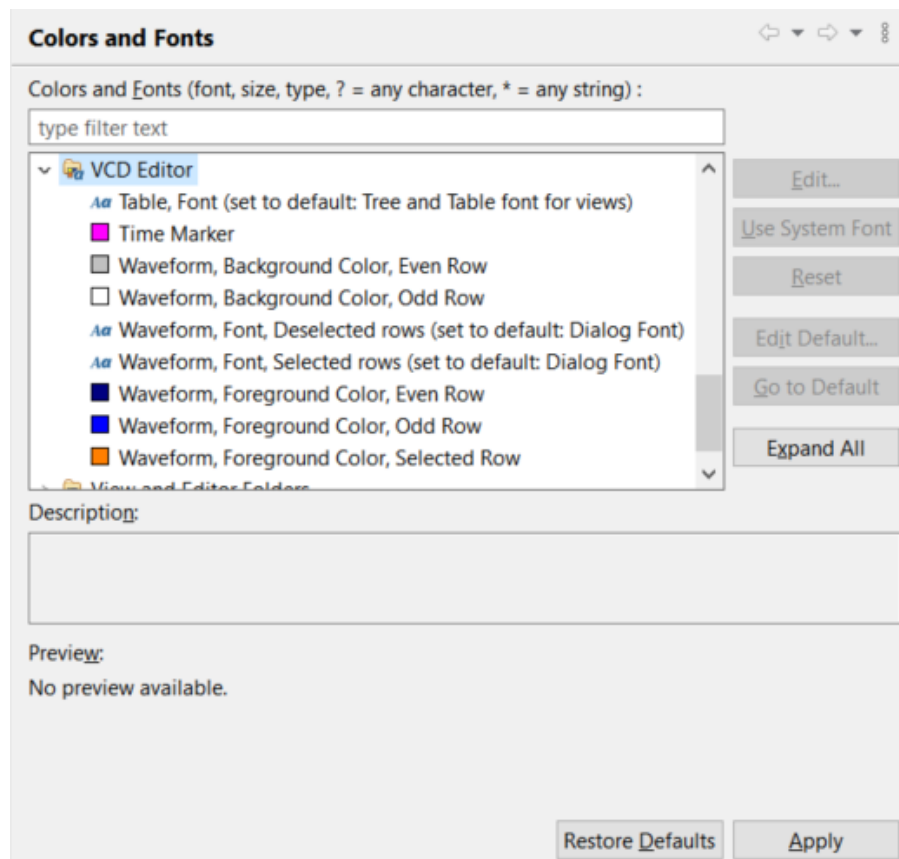 Colors and Fonts
Colors and Fonts (font, size, type, ? = any character, * = any string) :
type filter text
VCD Editor
Aa Table, Font (set to default: Tree and Table font for views)
Time Marker
Waveform, Background Color, Even Row
Waveform, Background Color, Odd Row
Aa Waveform, Font, Deselected rows (set to default: Dialog Font)
Aa Waveform, Font, Selected rows (set to default: Dialog Font)
Waveform, Foreground Color, Even Row
Waveform, Foreground Color, Odd Row
Waveform, Foreground Color, Selected Row
View and Editor Folders
Edit...
Use System Font
Reset
Edit Default...
Go to Default
Expand All
Description:
Preview:
No preview available.
Restore Defaults
Apply